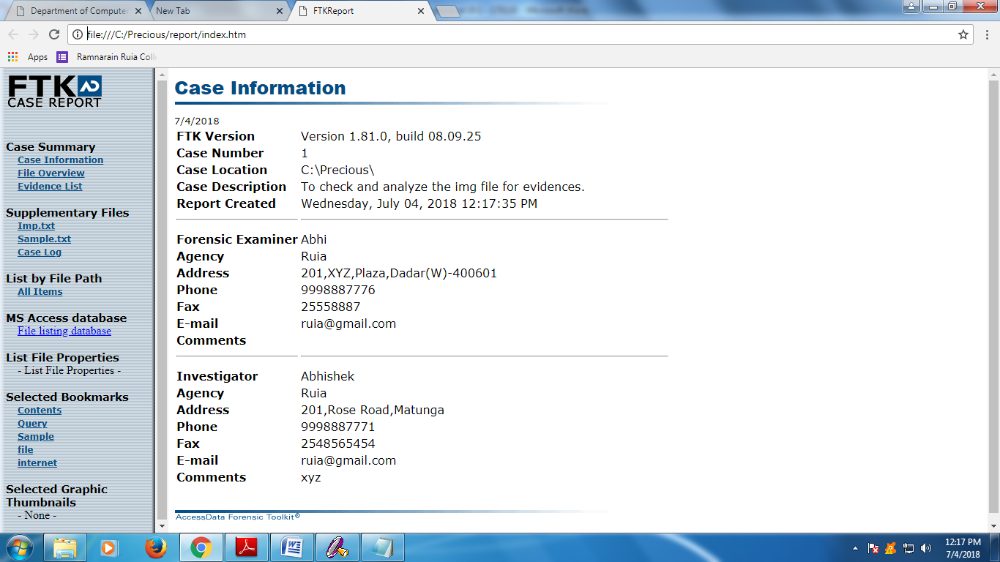 Department of Computer
New Tab
FTKReport
file:///C:/Precious/report/index.htm
Apps
Ramnarain Ruia Coll
FTK AD
CASE REPORT
Case Summary
Case Information
File Overview
Evidence List
Supplementary Files
Imp.txt
Sample.txt
Case Log
List by File Path
All Items
MS Access database
File listing database
List File Properties
- List File Properties -
Selected Bookmarks
Contents
Query
Sample
file
internet
Selected Graphic
Thumbnails
- None -
Case Information
7/4/2018
FTK Version Version 1.81.0, build 08.09.25
Case Number 1
Case Location C:\Precious\
Case Description To check and analyze the img file for evidences.
Report Created Wednesday, July 04, 2018 12:17:35 PM
Forensic Examiner Abhi
Agency Ruia
Address 201,XYZ,Plaza,Dadar(W)-400601
Phone 9998887776
Fax 25558887
E-mail ruia@gmail.com
Comments
Investigator Abhishek
Agency Ruia
Address 201,Rose Road,Matunga
Phone 9998887771
Fax 2548565454
E-mail ruia@gmail.com
Comments xyz
AccessData Forensic Toolkit®
12:17 PM
7/4/2018